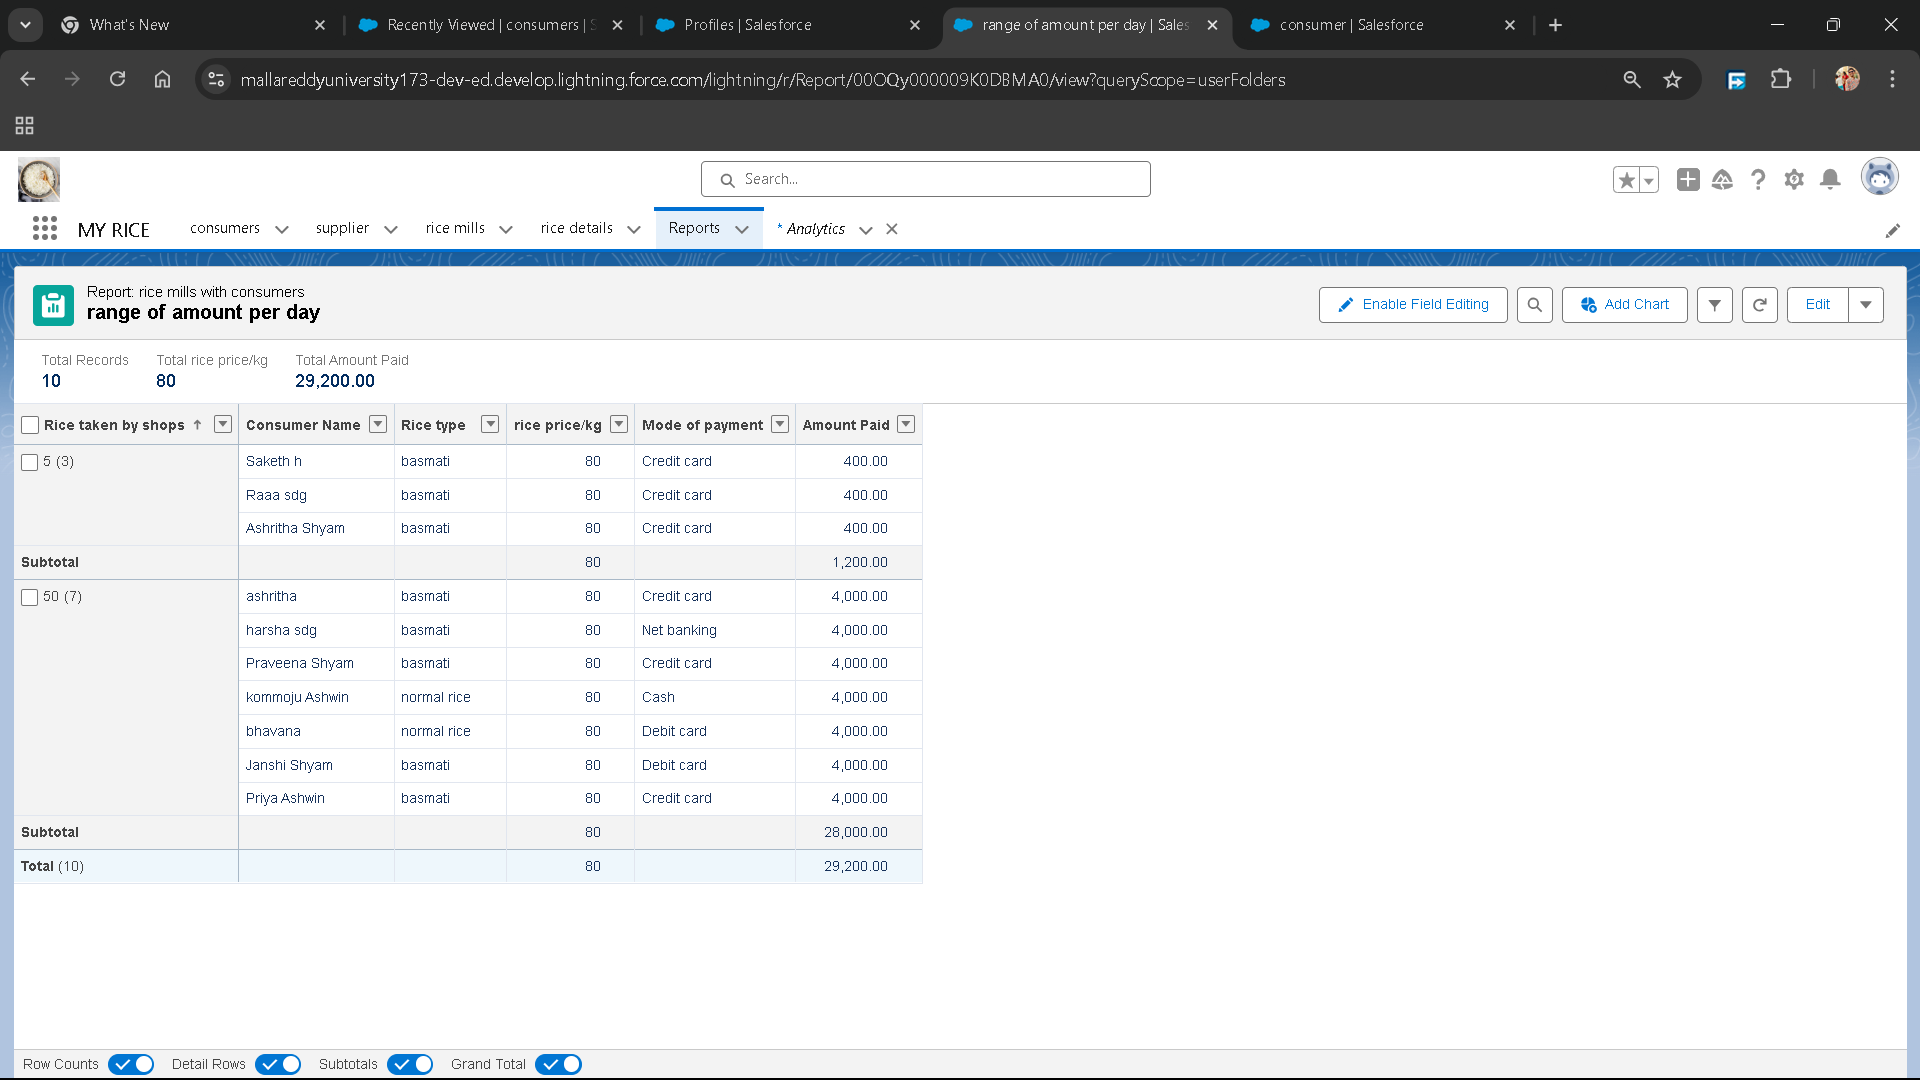 What's New
Recently Viewed | consumers | S
Profiles | Salesforce
range of amount per day | Sales
consumer | Salesforce
mallareddyuniversity173-dev-ed.develop.lightning.force.com/lightning/r/Report/00OQy000009K0DBMA0/view?queryScope=userFolders
Search...
MY RICE
consumers
supplier
rice mills
rice details
Reports
* Analytics
Report: rice mills with consumers
range of amount per day
Enable Field Editing
Add Chart
Edit
Total Records Total rice price/kg Total Amount Paid
10 80 29,200.00
Rice taken by shops ↑ Consumer Name Rice type rice price/kg Mode of payment Amount Paid
5 (3) Saketh h basmati 80 Credit card 400.00
Raaa sdg basmati 80 Credit card 400.00
Ashritha Shyam basmati 80 Credit card 400.00
Subtotal 80 1,200.00
50 (7) ashritha basmati 80 Credit card 4,000.00
harsha sdg basmati 80 Net banking 4,000.00
Praveena Shyam basmati 80 Credit card 4,000.00
kommoju Ashwin normal rice 80 Cash 4,000.00
bhavana normal rice 80 Debit card 4,000.00
Janshi Shyam basmati 80 Debit card 4,000.00
Priya Ashwin basmati 80 Credit card 4,000.00
Subtotal 80 28,000.00
Total (10) 80 29,200.00
Row Counts Detail Rows Subtotals Grand Total